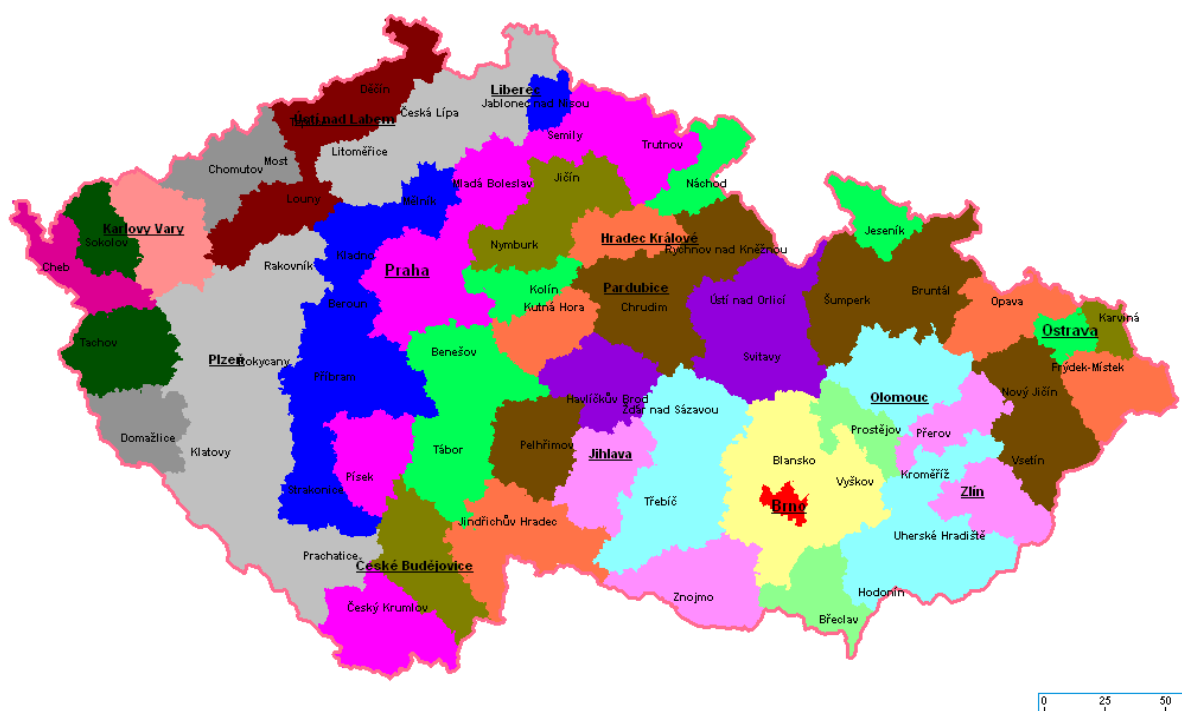 Děčín
Liberec
Jablonec nad Nisou
Česká Lípa
Ústí nad Labem
Semily
Trutnov
Litoměřice
Most
Chomutov
Jičín
Mladá Boleslav
Náchod
Louny
Mělník
Karlovy Vary
Jeseník
Sokolov
Nymburk
Hradec Králové
Rychnov nad Kněžnou
Kladno
Cheb
Rakovník
Praha
Kolín
Pardubice
Beroun
Kutná Hora
Chrudim
Ústí nad Orlicí
Šumperk
Bruntál
Opava
Karviná
Ostrava
Tachov
Plzeň
Rokycany
Benešov
Svitavy
Frýdek-Místek
Příbram
Nový Jičín
Havlíčkův Brod
Olomouc
Žďár nad Sázavou
Prostějov
Přerov
Domažlice
Klatovy
Tábor
Pelhřimov
Jihlava
Blansko
Vsetín
Písek
Vyškov
Kroměříž
Strakonice
Zlín
Třebíč
Brno
Jindřichův Hradec
Uherské Hradiště
Prachatice
České Budějovice
Hodonín
Znojmo
Český Krumlov
Břeclav
0 25 50